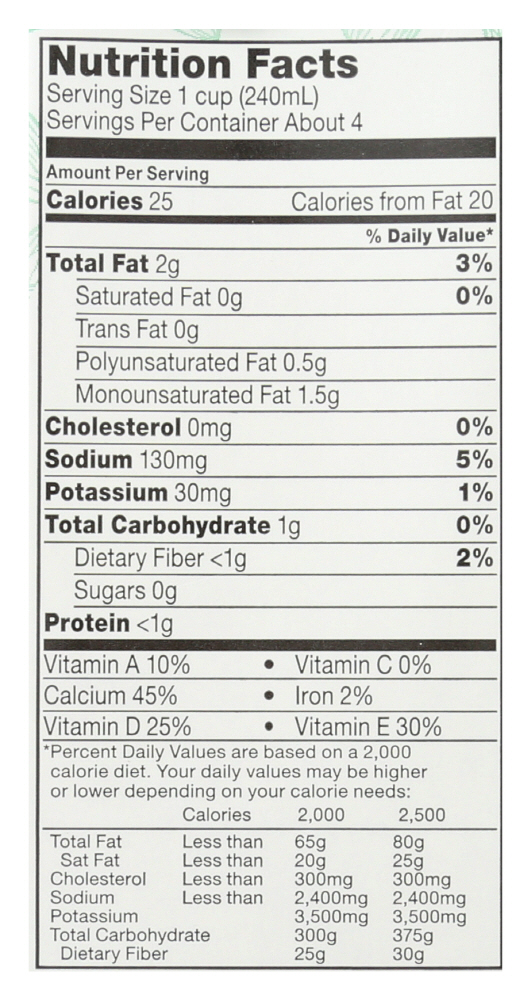 Nutrition Facts
Serving Size 1 cup (240mL)
Servings Per Container About 4
Amount Per Serving
Calories 25 Calories from Fat 20
% Daily Value*
Total Fat 2g 3%
Saturated Fat 0g 0%
Trans Fat 0g
Polyunsaturated Fat 0.5g
Monounsaturated Fat 1.5g
Cholesterol 0mg 0%
Sodium 130mg 5%
Potassium 30mg 1%
Total Carbohydrate 1g 0%
Dietary Fiber <1g 2%
Sugars 0g
Protein <1g
Vitamin A 10% • Vitamin C 0%
Calcium 45% • Iron 2%
Vitamin D 25% • Vitamin E 30%
*Percent Daily Values are based on a 2,000
calorie diet. Your daily values may be higher
or lower depending on your calorie needs:
Calories 2,000 2,500
Total Fat Less than 65g 80g
Sat Fat Less than 20g 25g
Cholesterol Less than 300mg 300mg
Sodium Less than 2,400mg 2,400mg
Potassium 3,500mg 3,500mg
Total Carbohydrate 300g 375g
Dietary Fiber 25g 30g